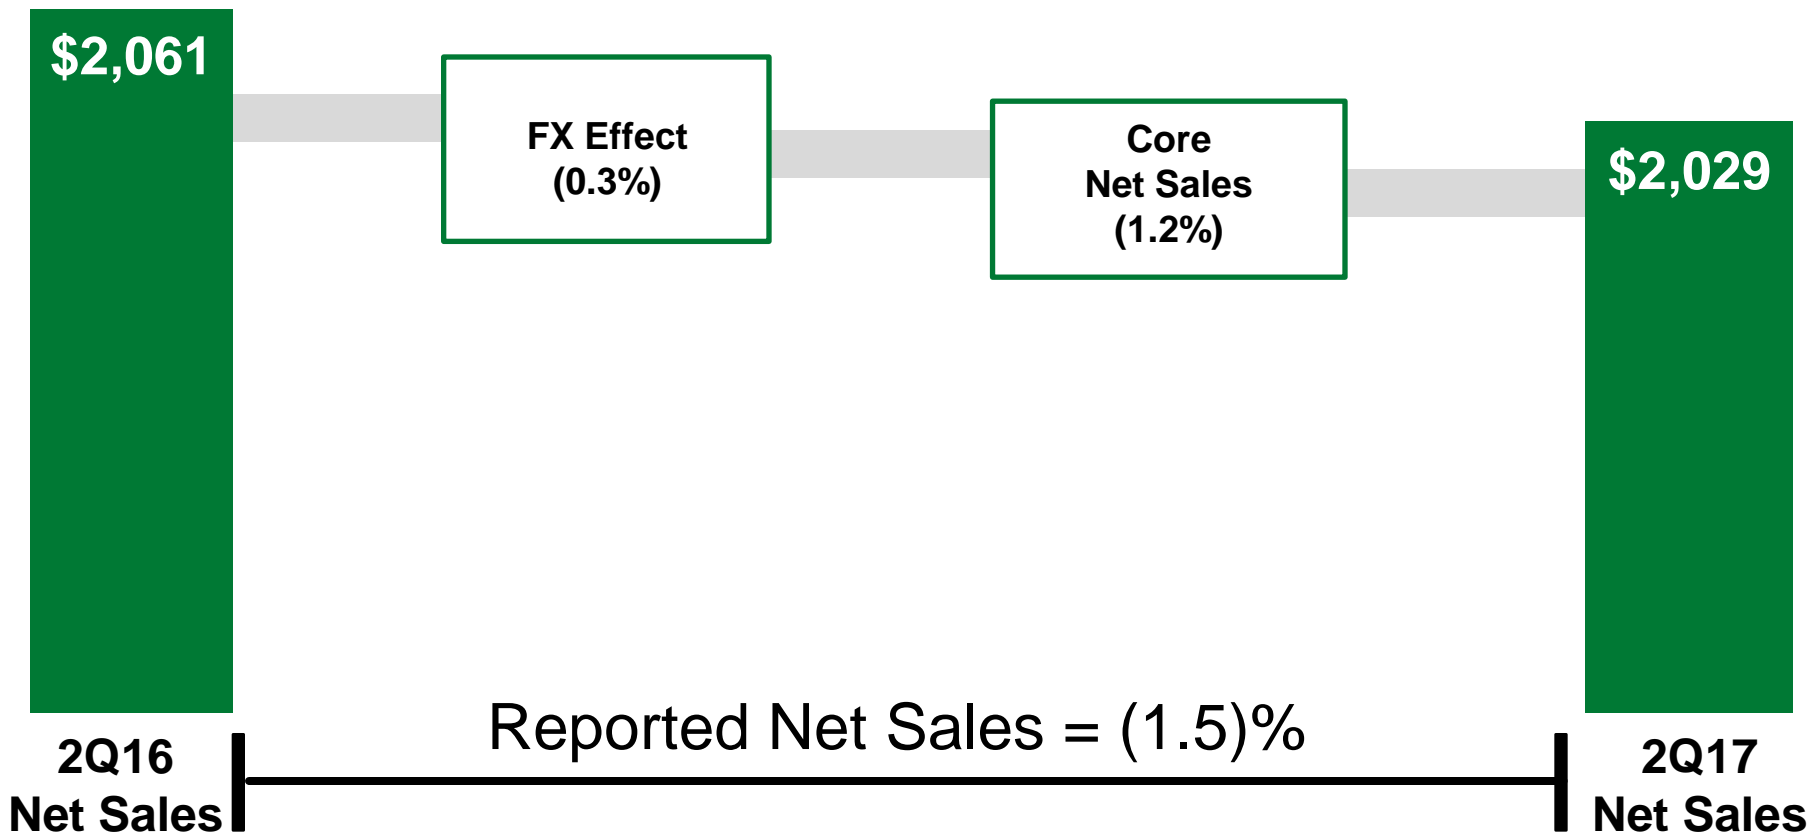 $2,061
FX Effect
(0.3%)
Core
Net Sales
(1.2%)
$2,029
Reported Net Sales = (1.5)%
2Q16
Net Sales
2Q17
Net Sales